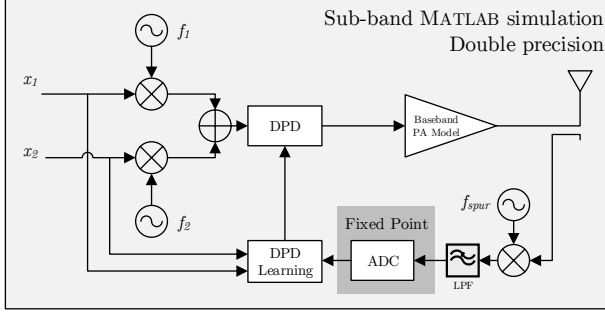 Sub-band MATLAB simulation
Double precision
f1
x1
DPD
Baseband
PA Model
x2
f2
fspur
Fixed Point
DPD
Learning
ADC
LPF